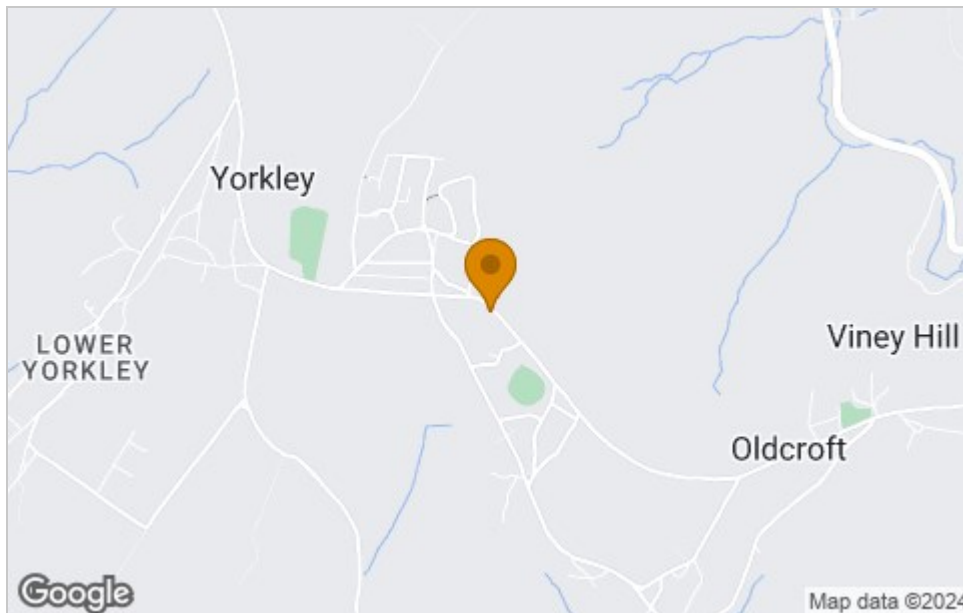 Yorkley
LOWER
YORKLEY
Viney Hill
Oldcroft
Google
Map data ©2024